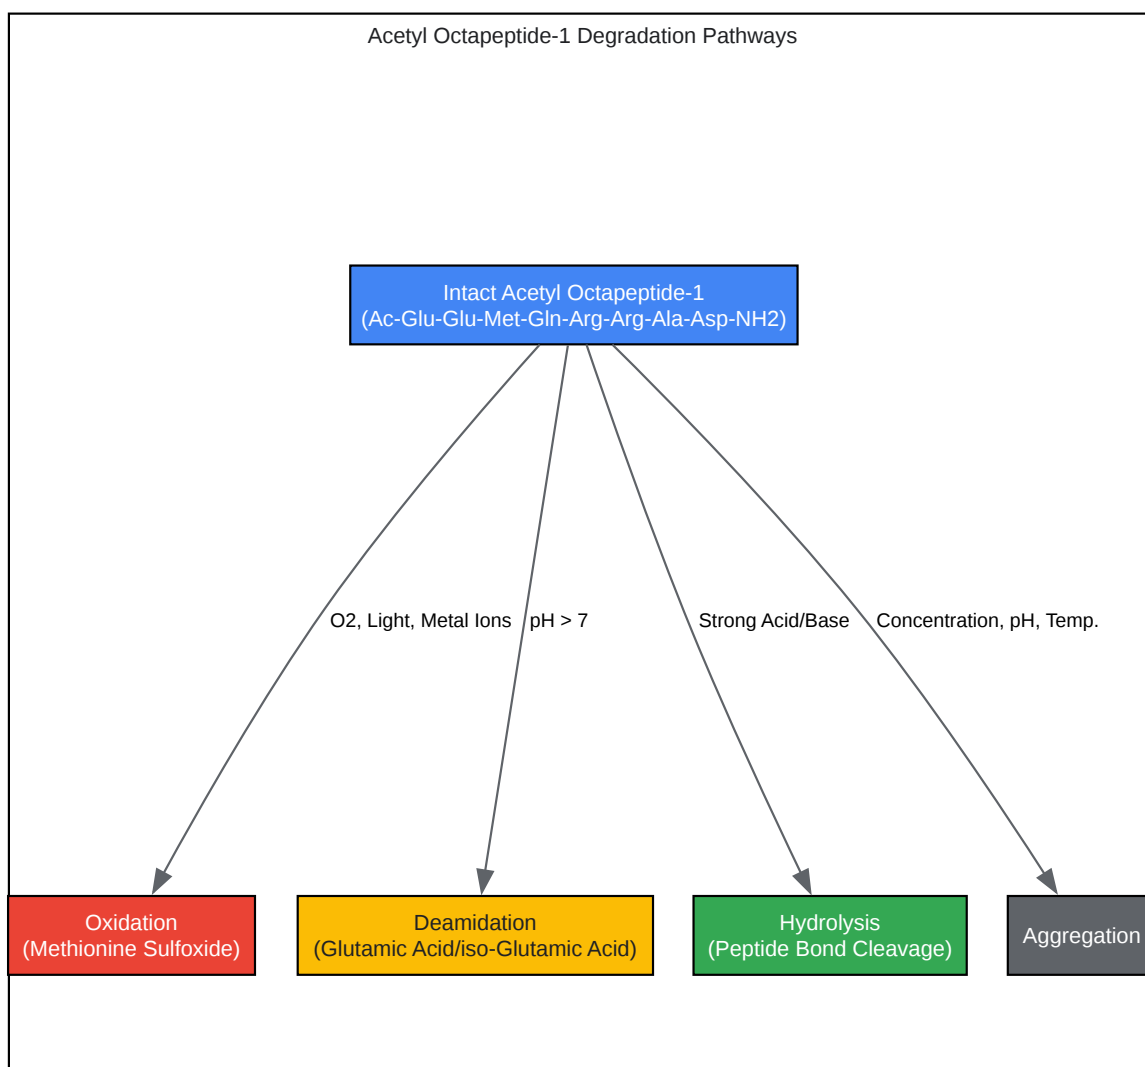 Acetyl Octapeptide-1 Degradation Pathways
Intact Acetyl Octapeptide-1
(Ac-Glu-Glu-Met-Gln-Arg-Arg-Ala-Asp-NH2)
O2, Light, Metal Ions
pH > 7
Strong Acid/Base
Concentration, pH, Temp.
Oxidation
(Methionine Sulfoxide)
Deamidation
(Glutamic Acid/iso-Glutamic Acid)
Hydrolysis
(Peptide Bond Cleavage)
Aggregation